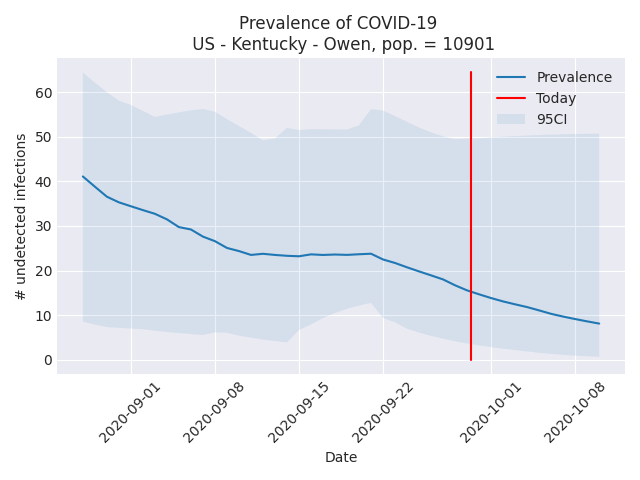 Prevalence of COVID-19
US - Kentucky - Owen, pop. = 10901
Prevalence
Today
95CI
# undetected infections
60
50
40
30
20
10
0
2020-09-01
2020-09-08
2020-09-15
2020-09-22
2020-10-01
2020-10-08
Date